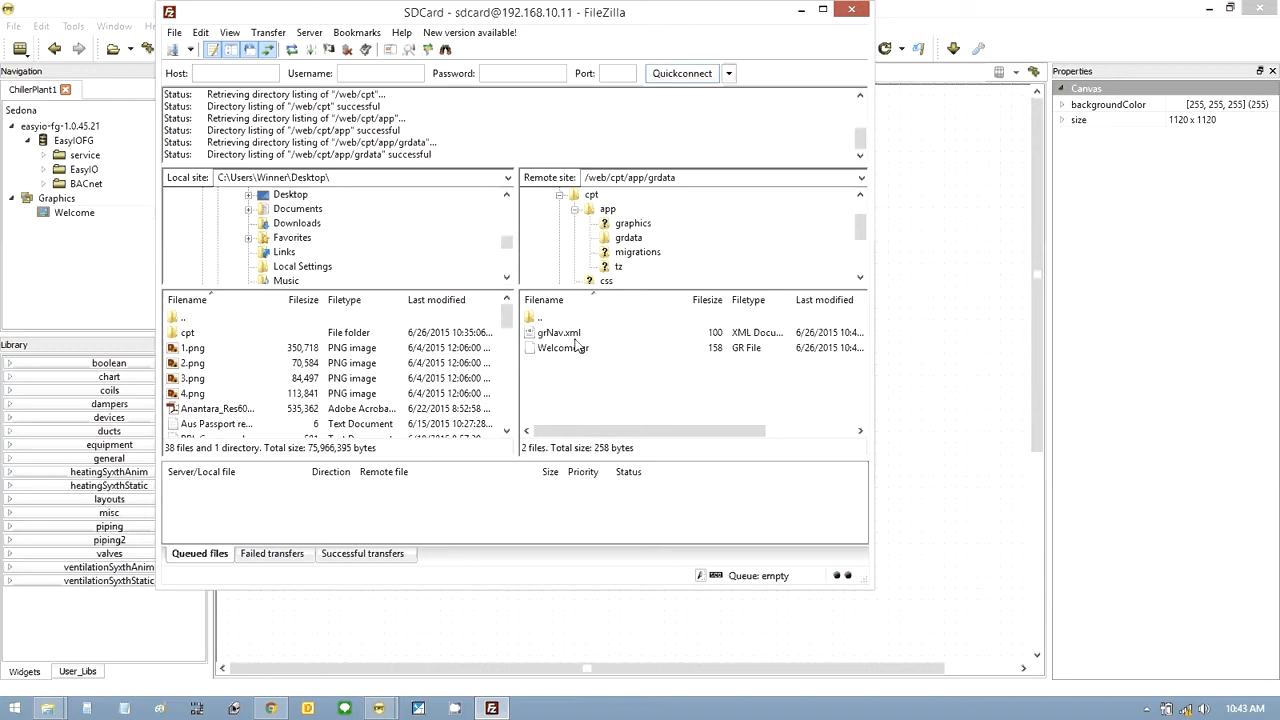 SDCard - sdcard@192.168.10.11 - FileZilla
File Edit Tools
File Edit View Transfer Server Bookmarks Help New version available!
Host: Username: Password: Port: Quickconnect
Navigation
Properties
ChillerPlant1
Sedona
easyio-fg-1.0.45.21
EasyIOFG
service
EasyIO
BACnet
Graphics
Welcome
Canvas
backgroundColor [255, 255, 255] (255)
size 1120 x 1120
Status: Retrieving directory listing of "/web/cpt"...
Status: Directory listing of "/web/cpt" successful
Status: Retrieving directory listing of "/web/cpt/app"...
Status: Directory listing of "/web/cpt/app" successful
Status: Retrieving directory listing of "/web/cpt/app/grdata"...
Status: Directory listing of "/web/cpt/app/grdata" successful
Local site: C:\Users\Winner\Desktop\
Desktop
Documents
Downloads
Favorites
Links
Local Settings
Music
Remote site: /web/cpt/app/grdata
cpt
app
graphics
grdata
migrations
tz
css
Filename Filesize Filetype Last modified
..
cpt File folder 6/26/2015 10:35:06...
1.png 350,718 PNG image 6/4/2015 12:06:00 ...
2.png 70,584 PNG image 6/4/2015 12:06:00 ...
3.png 84,497 PNG image 6/4/2015 12:06:00 ...
4.png 113,841 PNG image 6/4/2015 12:06:00 ...
Anantara_Res60... 535,362 Adobe Acroba... 6/22/2015 8:52:58 ...
Aus Passport re... 6 Text Document 6/15/2015 10:27:28...
38 files and 1 directory. Total size: 75,966,395 bytes
Filename Filesize Filetype Last modified
..
grNav.xml 100 XML Docu... 6/26/2015 10:4...
Welcome.gr 158 GR File 6/26/2015 10:4...
2 files. Total size: 258 bytes
Server/Local file Direction Remote file Size Priority Status
Queued files Failed transfers Successful transfers
Queue: empty
Library
boolean
chart
coils
dampers
devices
ducts
equipment
general
heatingSyxthAnim
heatingSyxthStatic
layouts
misc
piping
piping2
valves
ventilationSyxthAnim
ventilationSyxthStatic
Widgets User_Libs
10:43 AM